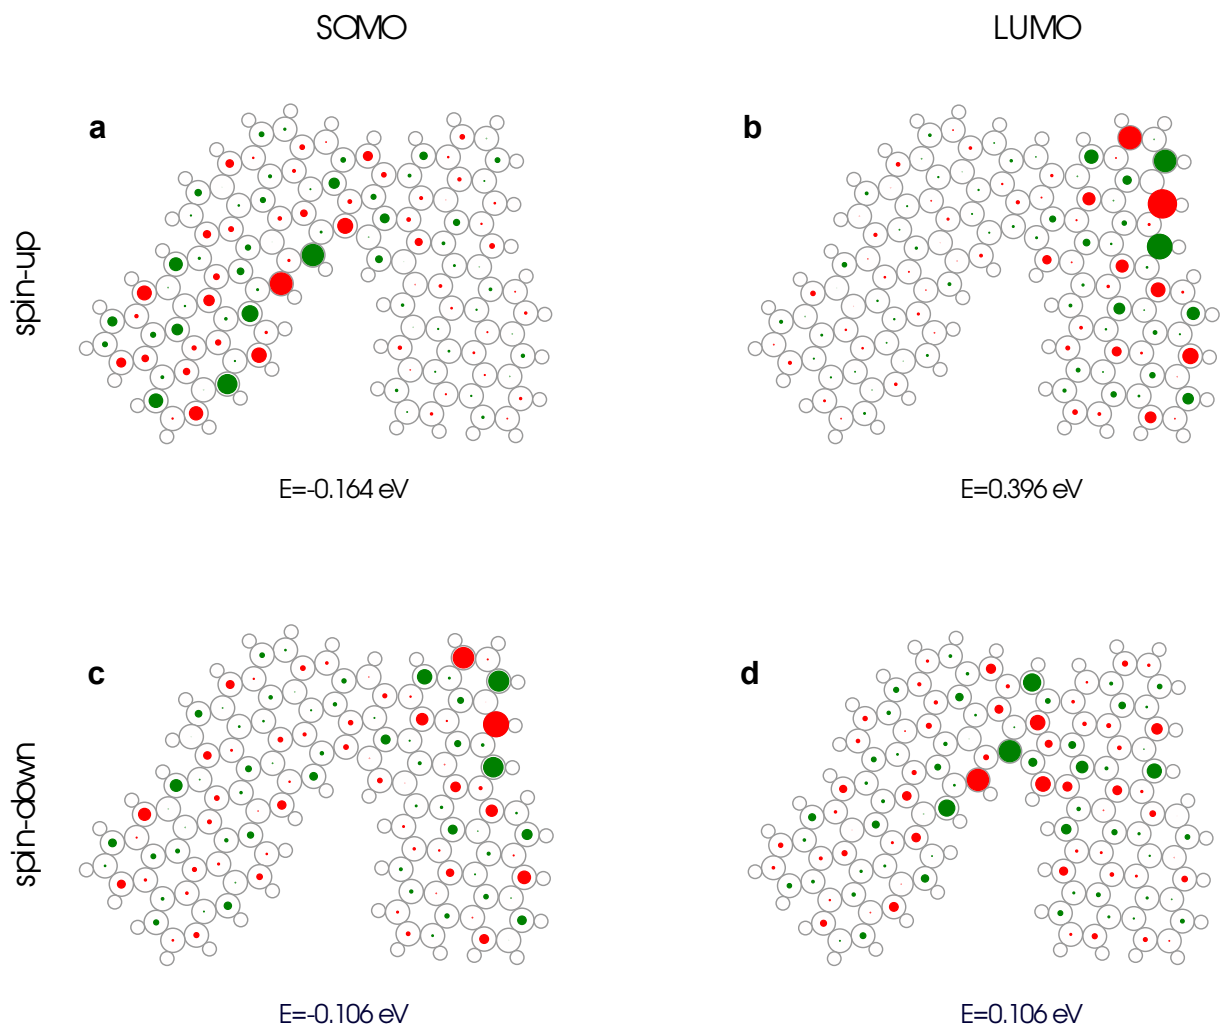 SOMO LUMO
a b
spin-up
E=-0.164 eV E=0.396 eV
c d
spin-down
E=-0.106 eV E=0.106 eV